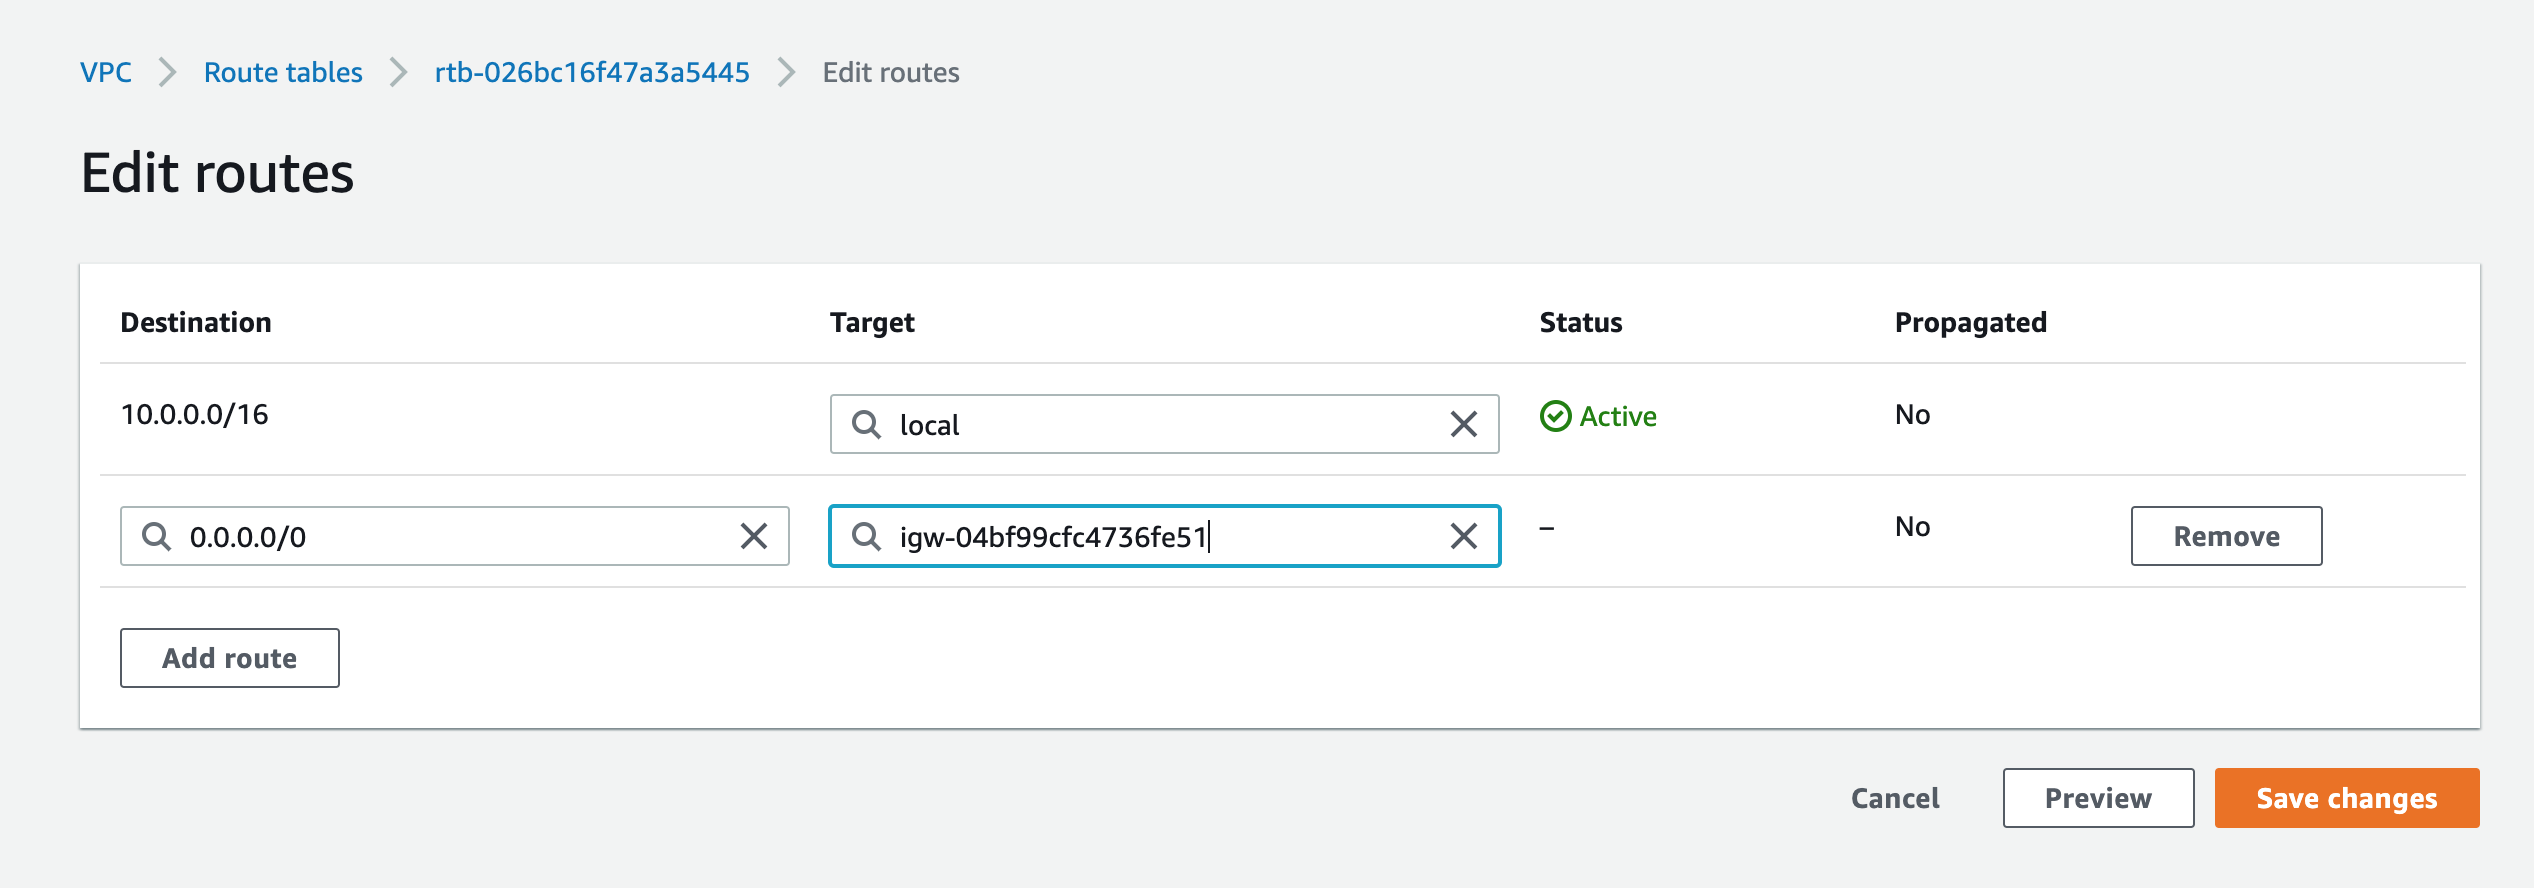 VPC Route tables rtb-026bc16f47a3a5445 Edit routes
Edit routes
Destination Target Status Propagated
10.0.0.0/16 local Active No
0.0.0.0/0 igw-04bf99cfc4736fe51 – No Remove
Add route
Cancel Preview Save changes